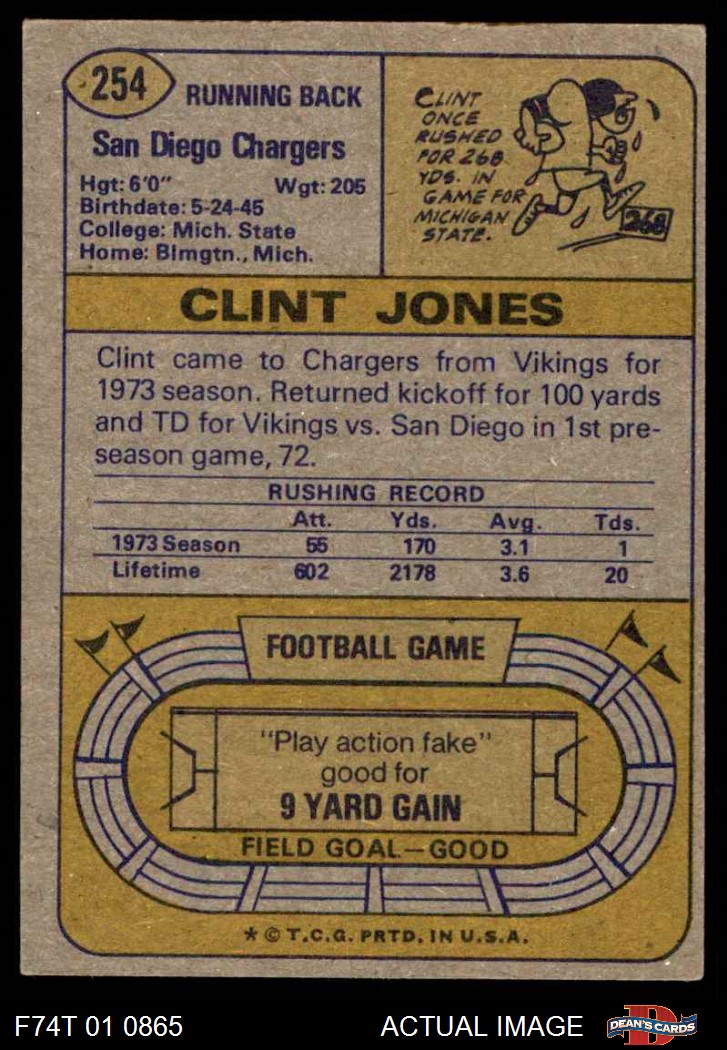 254
RUNNING BACK
San Diego Chargers
Hgt: 6'0" Wgt: 205
Birthdate: 5-24-45
College: Mich. State
Home: Blmgtn., Mich.
CLINT
ONCE
RUSHED
FOR 268
YDS. IN
GAME FOR
MICHIGAN
STATE.
268
CLINT JONES
Clint came to Chargers from Vikings for
1973 season. Returned kickoff for 100 yards
and TD for Vikings vs. San Diego in 1st pre-
season game, 72.
RUSHING RECORD
Att. Yds. Avg. Tds.
1973 Season 55 170 3.1 1
Lifetime 602 2178 3.6 20
FOOTBALL GAME
"Play action fake"
good for
9 YARD GAIN
FIELD GOAL—GOOD
* © T.C.G. PRTD. IN U.S.A.
F74T 01 0865 ACTUAL IMAGE
D
DEAN'S CARDS